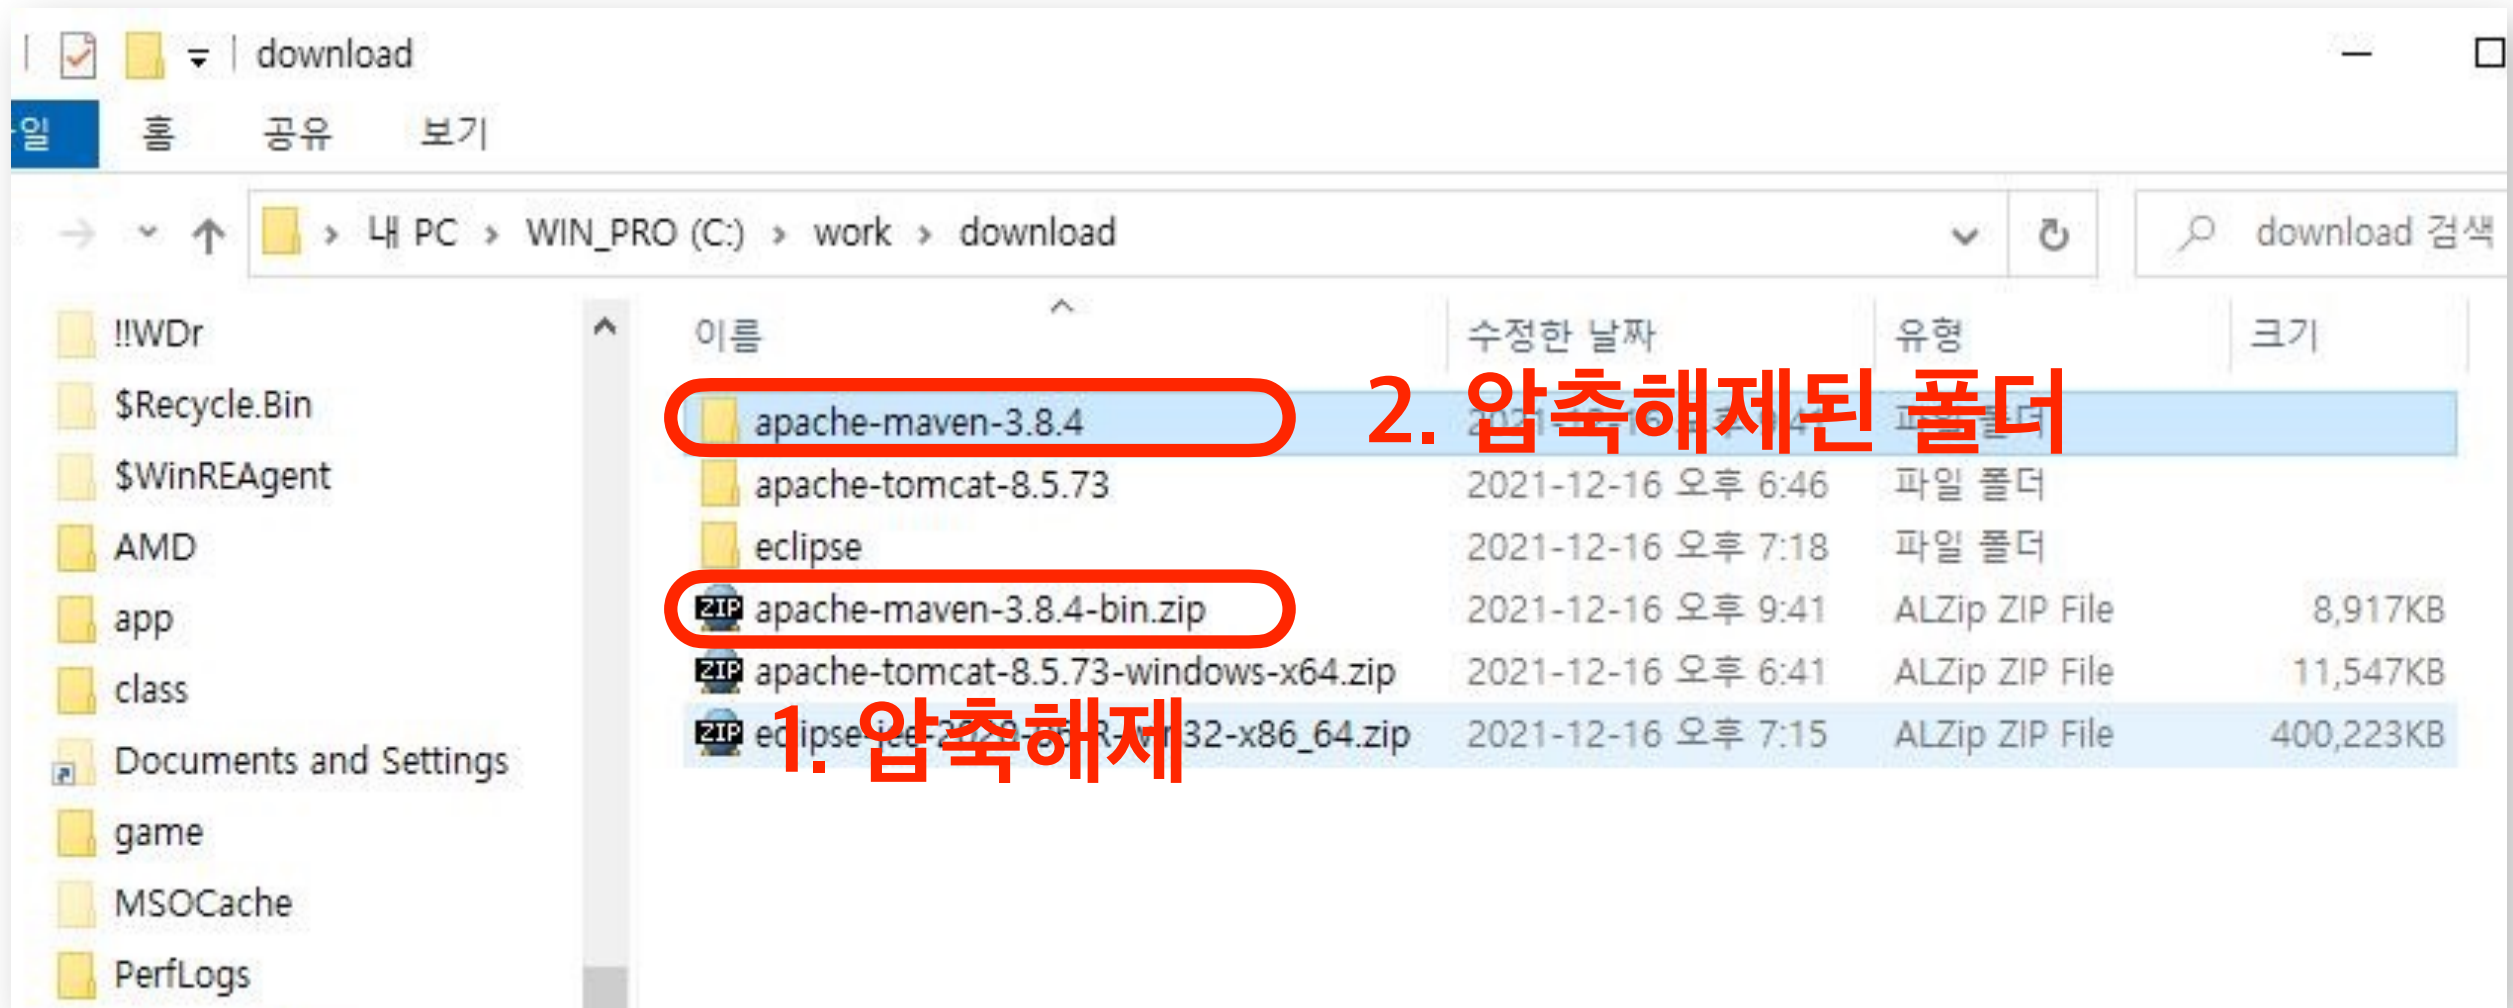 download
일 홈 공유 보기
내 PC > WIN_PRO (C:) > work > download
download 검색
!!WDr
$Recycle.Bin
$WinREAgent
AMD
app
class
Documents and Settings
game
MSOCache
PerfLogs
이름 수정한 날짜 유형 크기
apache-maven-3.8.4
2. 압축해제된 폴더
apache-tomcat-8.5.73 2021-12-16 오후 6:46 파일 폴더
eclipse 2021-12-16 오후 7:18 파일 폴더
ZIP apache-maven-3.8.4-bin.zip 2021-12-16 오후 9:41 ALZip ZIP File 8,917KB
ZIP apache-tomcat-8.5.73-windows-x64.zip 2021-12-16 오후 6:41 ALZip ZIP File 11,547KB
ZIP 2021-12-16 오후 7:15 ALZip ZIP File 400,223KB
1. 압축해제